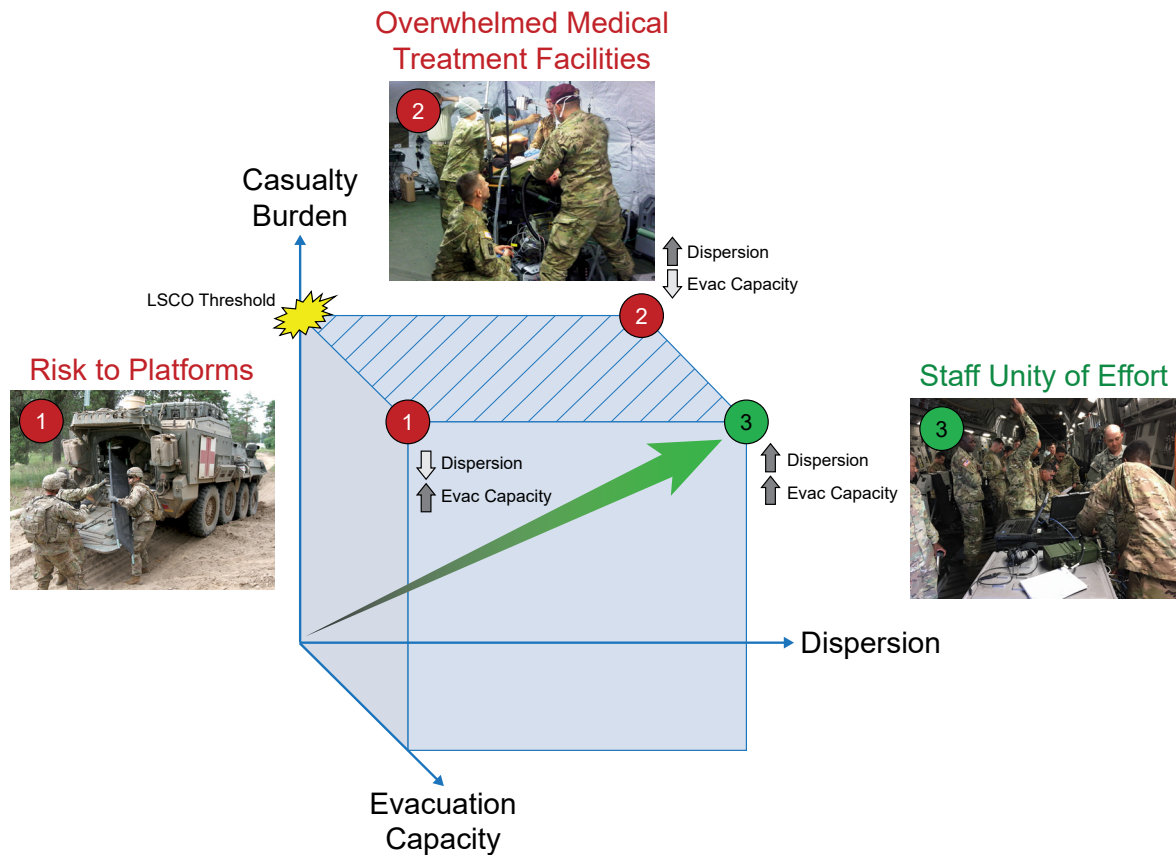 Overwhelmed Medical
Treatment Facilities
2
Casualty
Burden
Dispersion
Evac Capacity
LSCO Threshold
2
Risk to Platforms
1
Staff Unity of Effort
3
1
3
Dispersion
Evac Capacity
Dispersion
Evac Capacity
Dispersion
Evacuation
Capacity